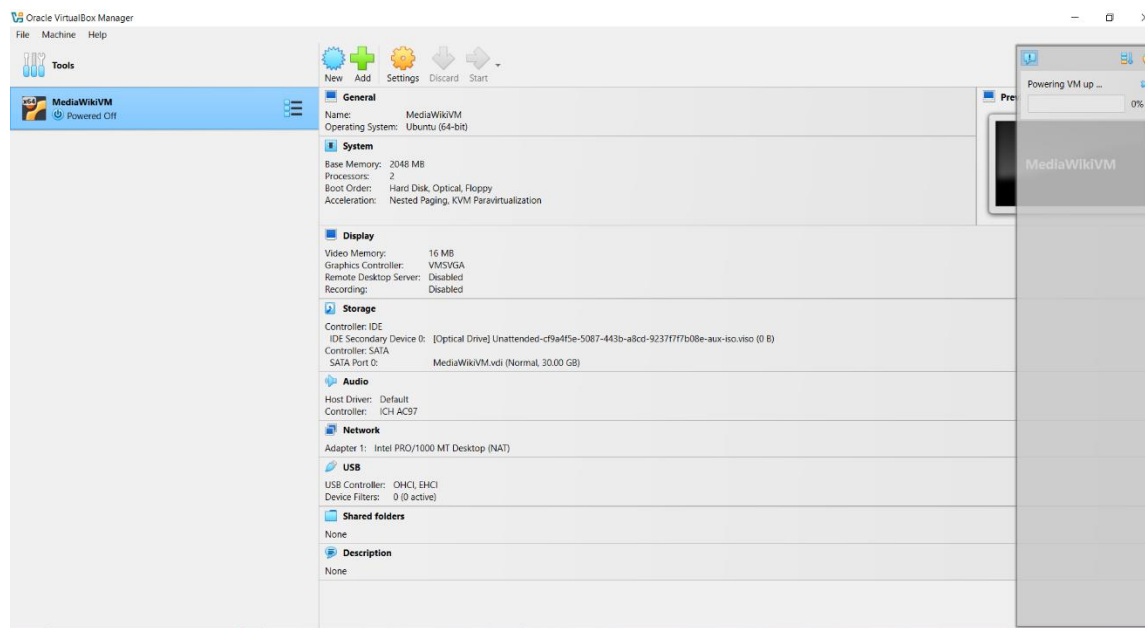 Oracle VirtualBox Manager
File Machine Help
Tools
New Add Settings Discard Start
MediaWikiVM
Powered Off
General
Name: MediaWikiVM
Operating System: Ubuntu (64-bit)
System
Base Memory: 2048 MB
Processors: 2
Boot Order: Hard Disk, Optical, Floppy
Acceleration: Nested Paging, KVM Paravirtualization
Display
Video Memory: 16 MB
Graphics Controller: VMSVGA
Remote Desktop Server: Disabled
Recording: Disabled
Storage
Controller: IDE
IDE Secondary Device 0: [Optical Drive] Unattended-cf9a4f5e-5087-443b-a8cd-9237f7f7b08e-aux-iso.viso (0 B)
Controller: SATA
SATA Port 0: MediaWikiVM.vdi (Normal, 30.00 GB)
Audio
Host Driver: Default
Controller: ICH AC97
Network
Adapter 1: Intel PRO/1000 MT Desktop (NAT)
USB
USB Controller: OHCI, EHCI
Device Filters: 0 (0 active)
Shared folders
None
Description
None
Pre
Powering VM up ...
0%
MediaWikiVM